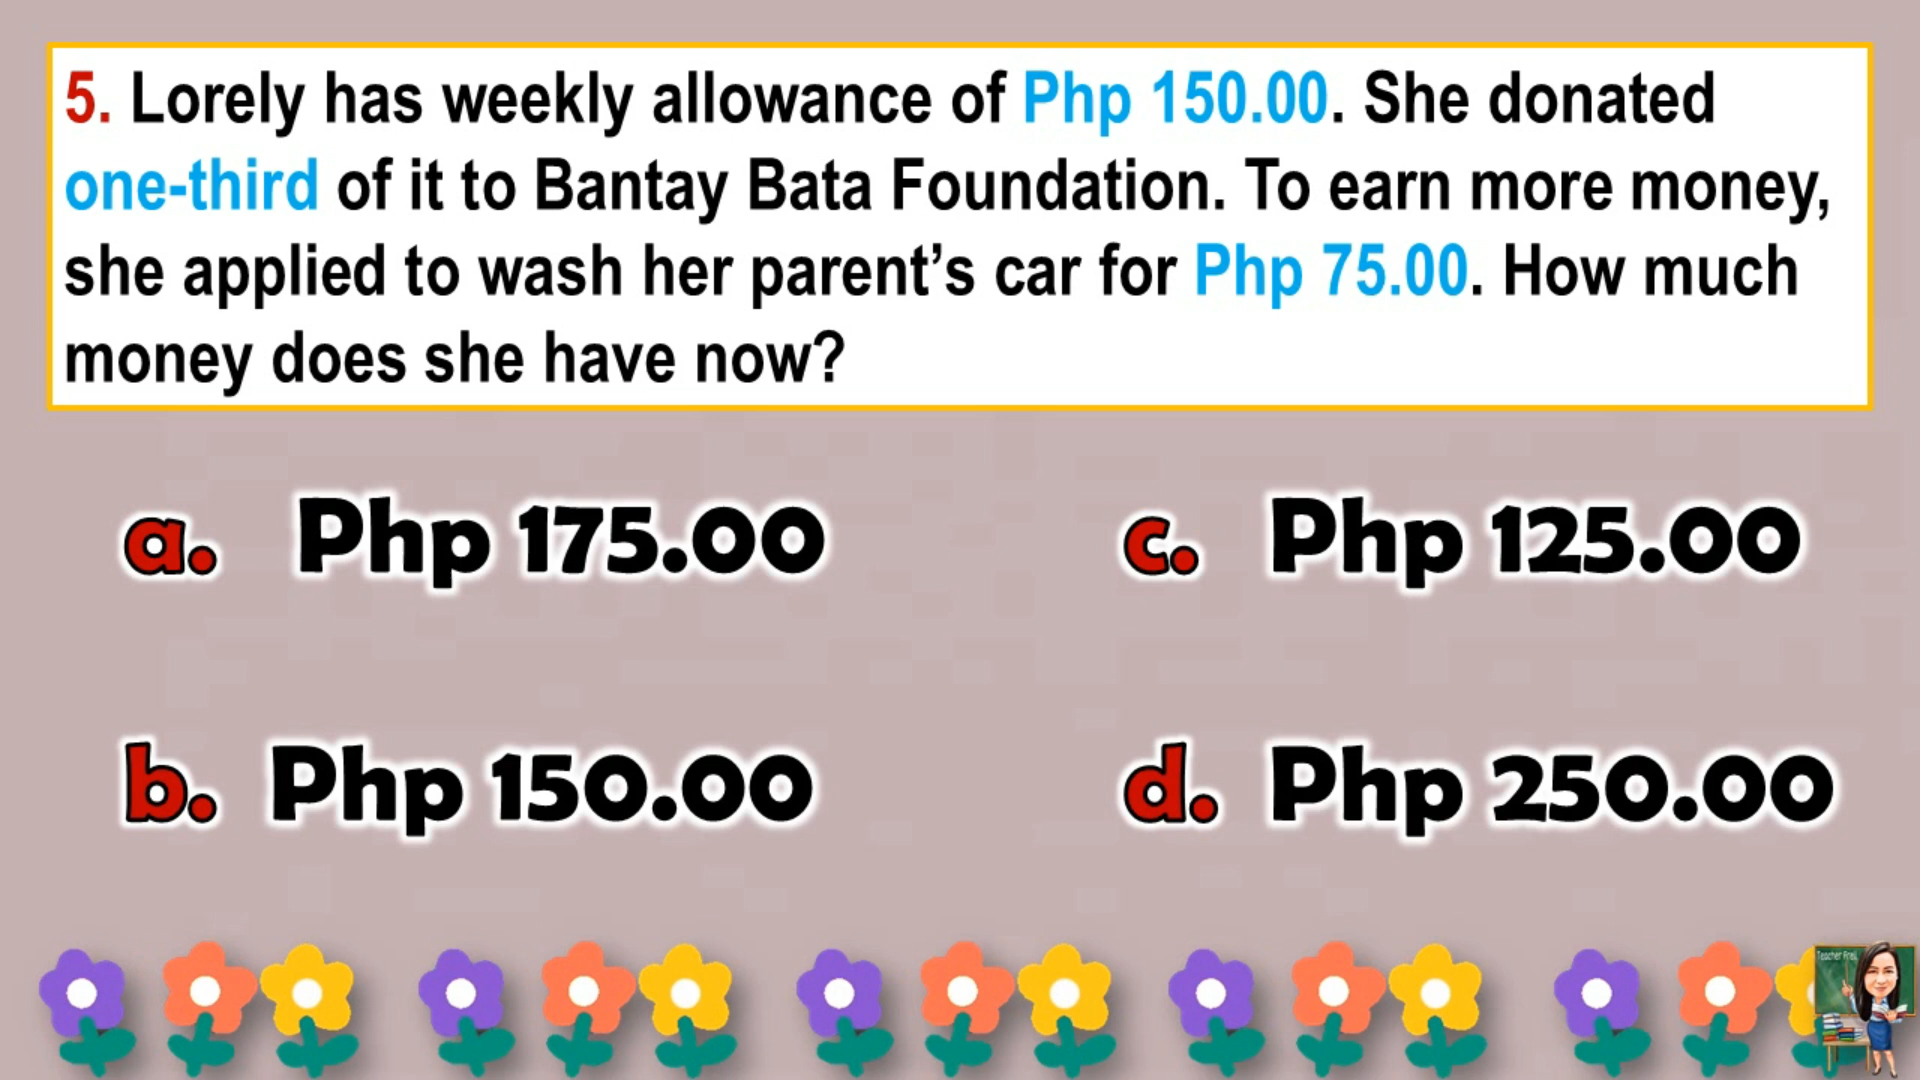 5. Lorely has weekly allowance of Php 150.00. She donated
one-third of it to Bantay Bata Foundation. To earn more money,
she applied to wash her parent’s car for Php 75.00. How much
money does she have now?
a. Php 175.00
c. Php 125.00
b. Php 150.00
d. Php 250.00
Teacher